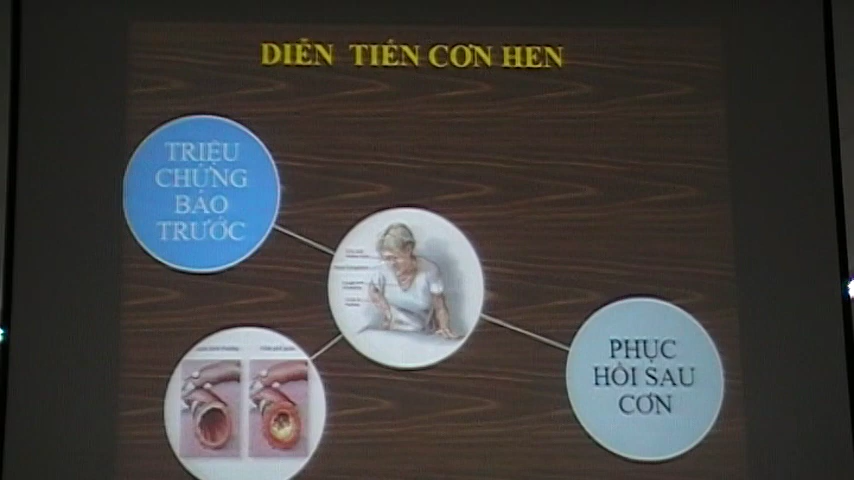 DIỄN TIẾN CƠN HEN
TRIỆU
CHỨNG
BÁO
TRƯỚC
PHỤC
HỒI SAU
CƠN